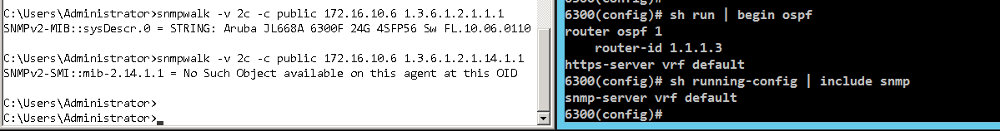 C:\Users\Administrator>snmpwalk -v 2c -c public 172.16.10.6 1.3.6.1.2.1.1.1
SNMPv2-MIB::sysDescr.0 = STRING: Aruba JL668A 6300F 24G 4SFP56 Sw FL.10.06.0110
C:\Users\Administrator>snmpwalk -v 2c -c public 172.16.10.6 1.3.6.1.2.1.14.1.1
SNMPv2-SMI::mib-2.14.1.1 = No Such Object available on this agent at this OID
C:\Users\Administrator>
C:\Users\Administrator>
6300(config)# sh run | begin ospf
router ospf 1
    router-id 1.1.1.3
https-server vrf default
6300(config)# sh running-config | include snmp
snmp-server vrf default
6300(config)#